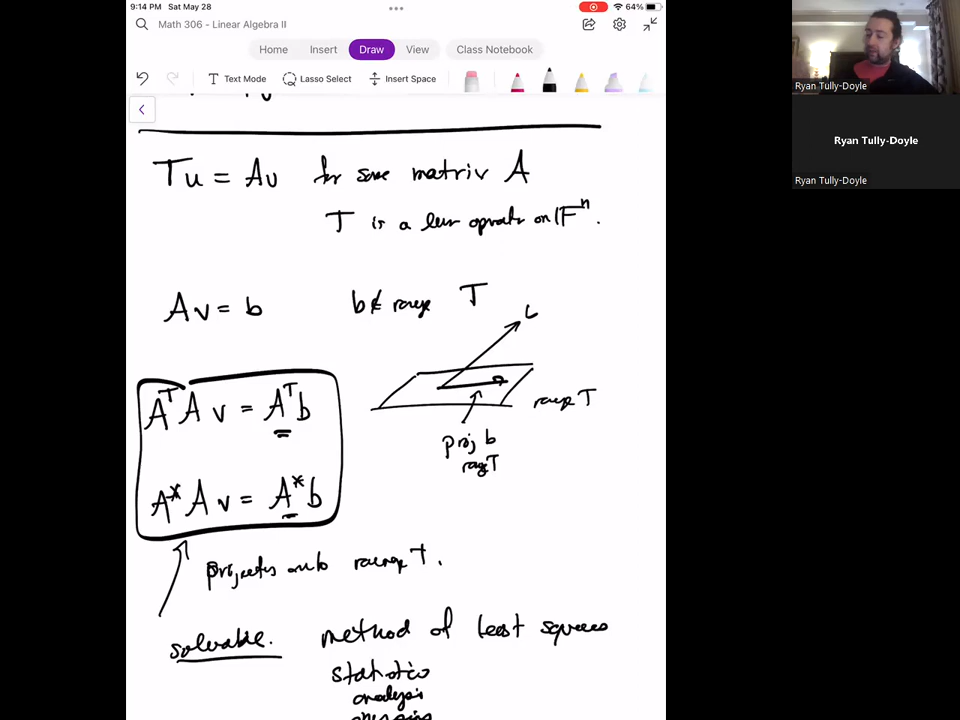 9:14 PM Sat May 28
64%
Math 306 - Linear Algebra II
Home Insert Draw View Class Notebook
Text Mode Lasso Select Insert Space
Tu = Av for some matrix A
T is a linear operator on F^n.
Av = b b ∉ range T
b
range T
proj b
rang T
A^T A v = A^T b
A* A v = A* b
projects onto range T.
solvable. method of least squares
statistics
analysis
Ryan Tully-Doyle
Ryan Tully-Doyle
Ryan Tully-Doyle